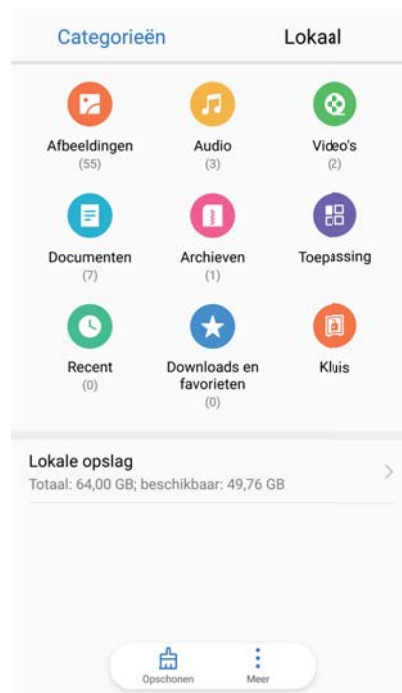 Categorieën Lokaal
Afbeeldingen Audio Video's
(55) (3) (2)
Documenten Archieven Toepassing
(7) (1)
Recent Downloads en Kluis
(0) favorieten
(0)
Lokale opslag
Totaal: 64,00 GB; beschikbaar: 49,76 GB
Opschonen Meer